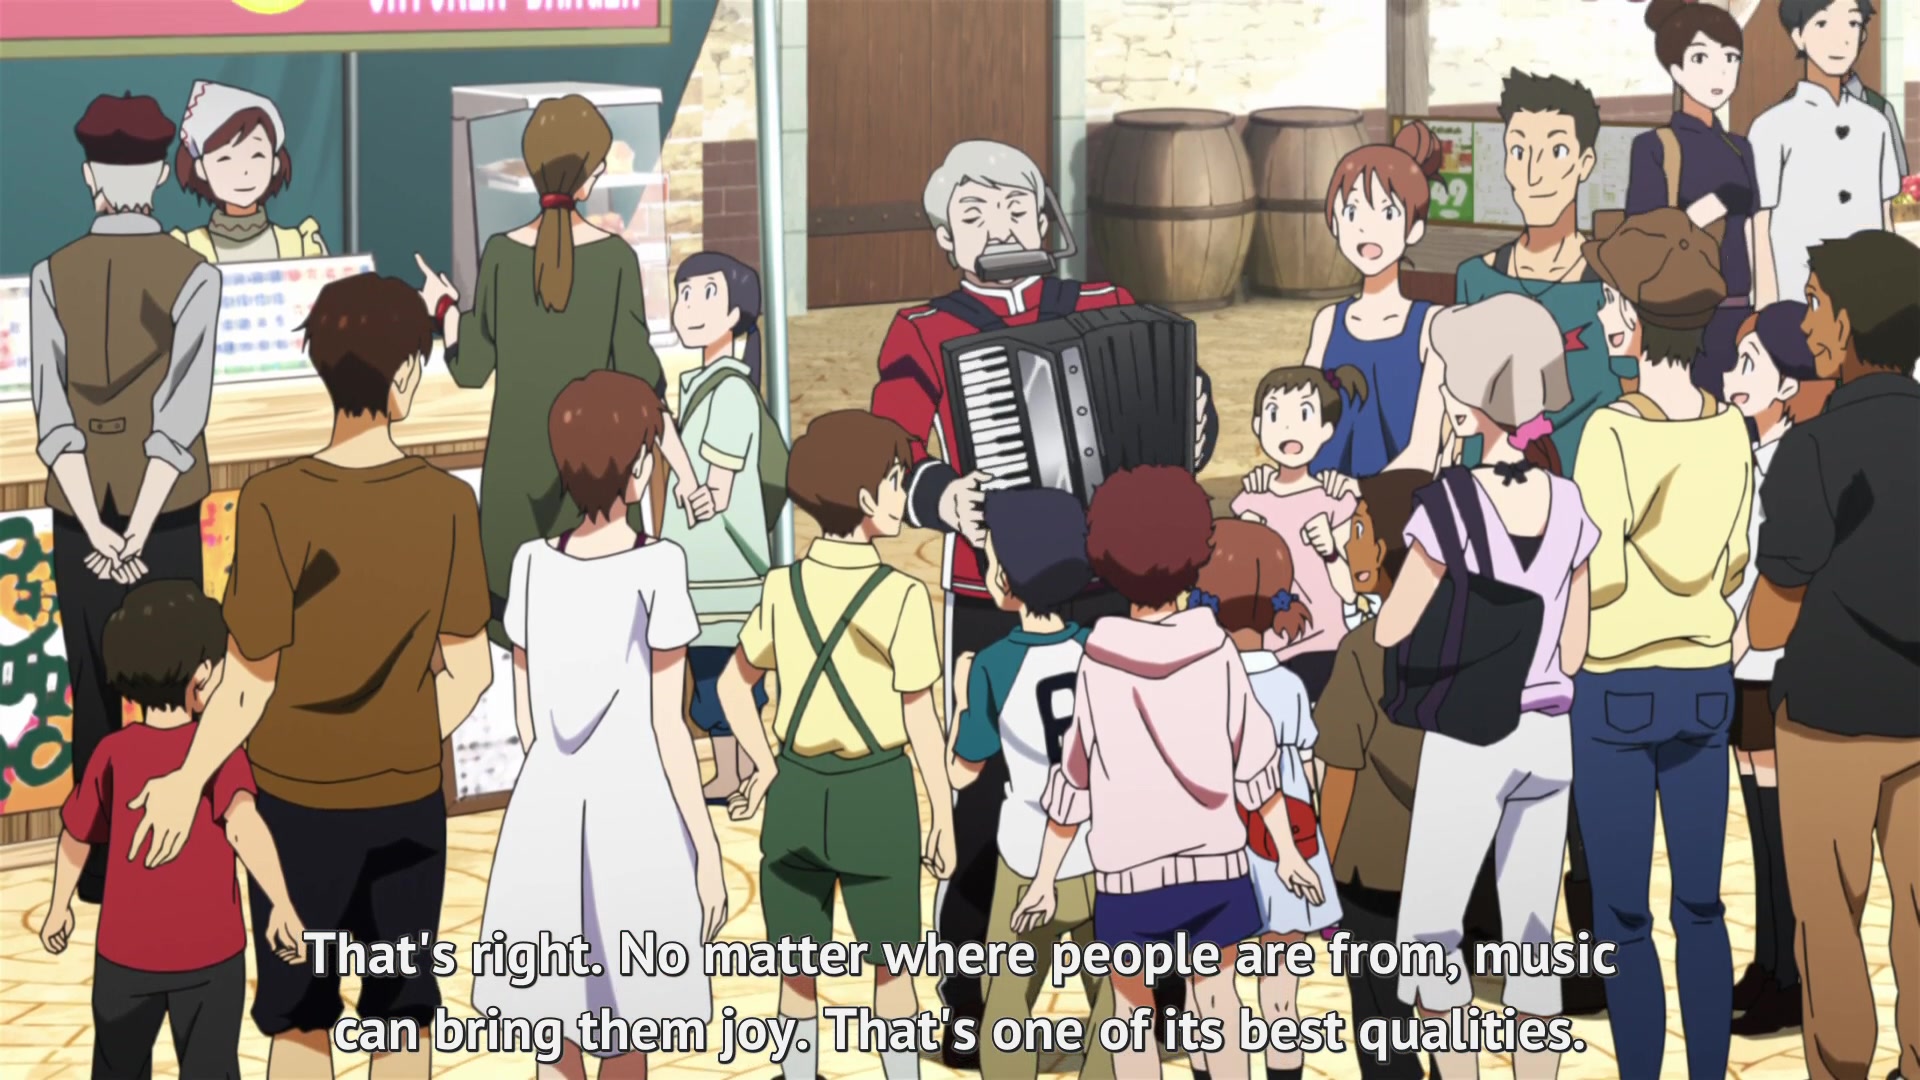 That's right. No matter where people are from, music
can bring them joy. That's one of its best qualities.